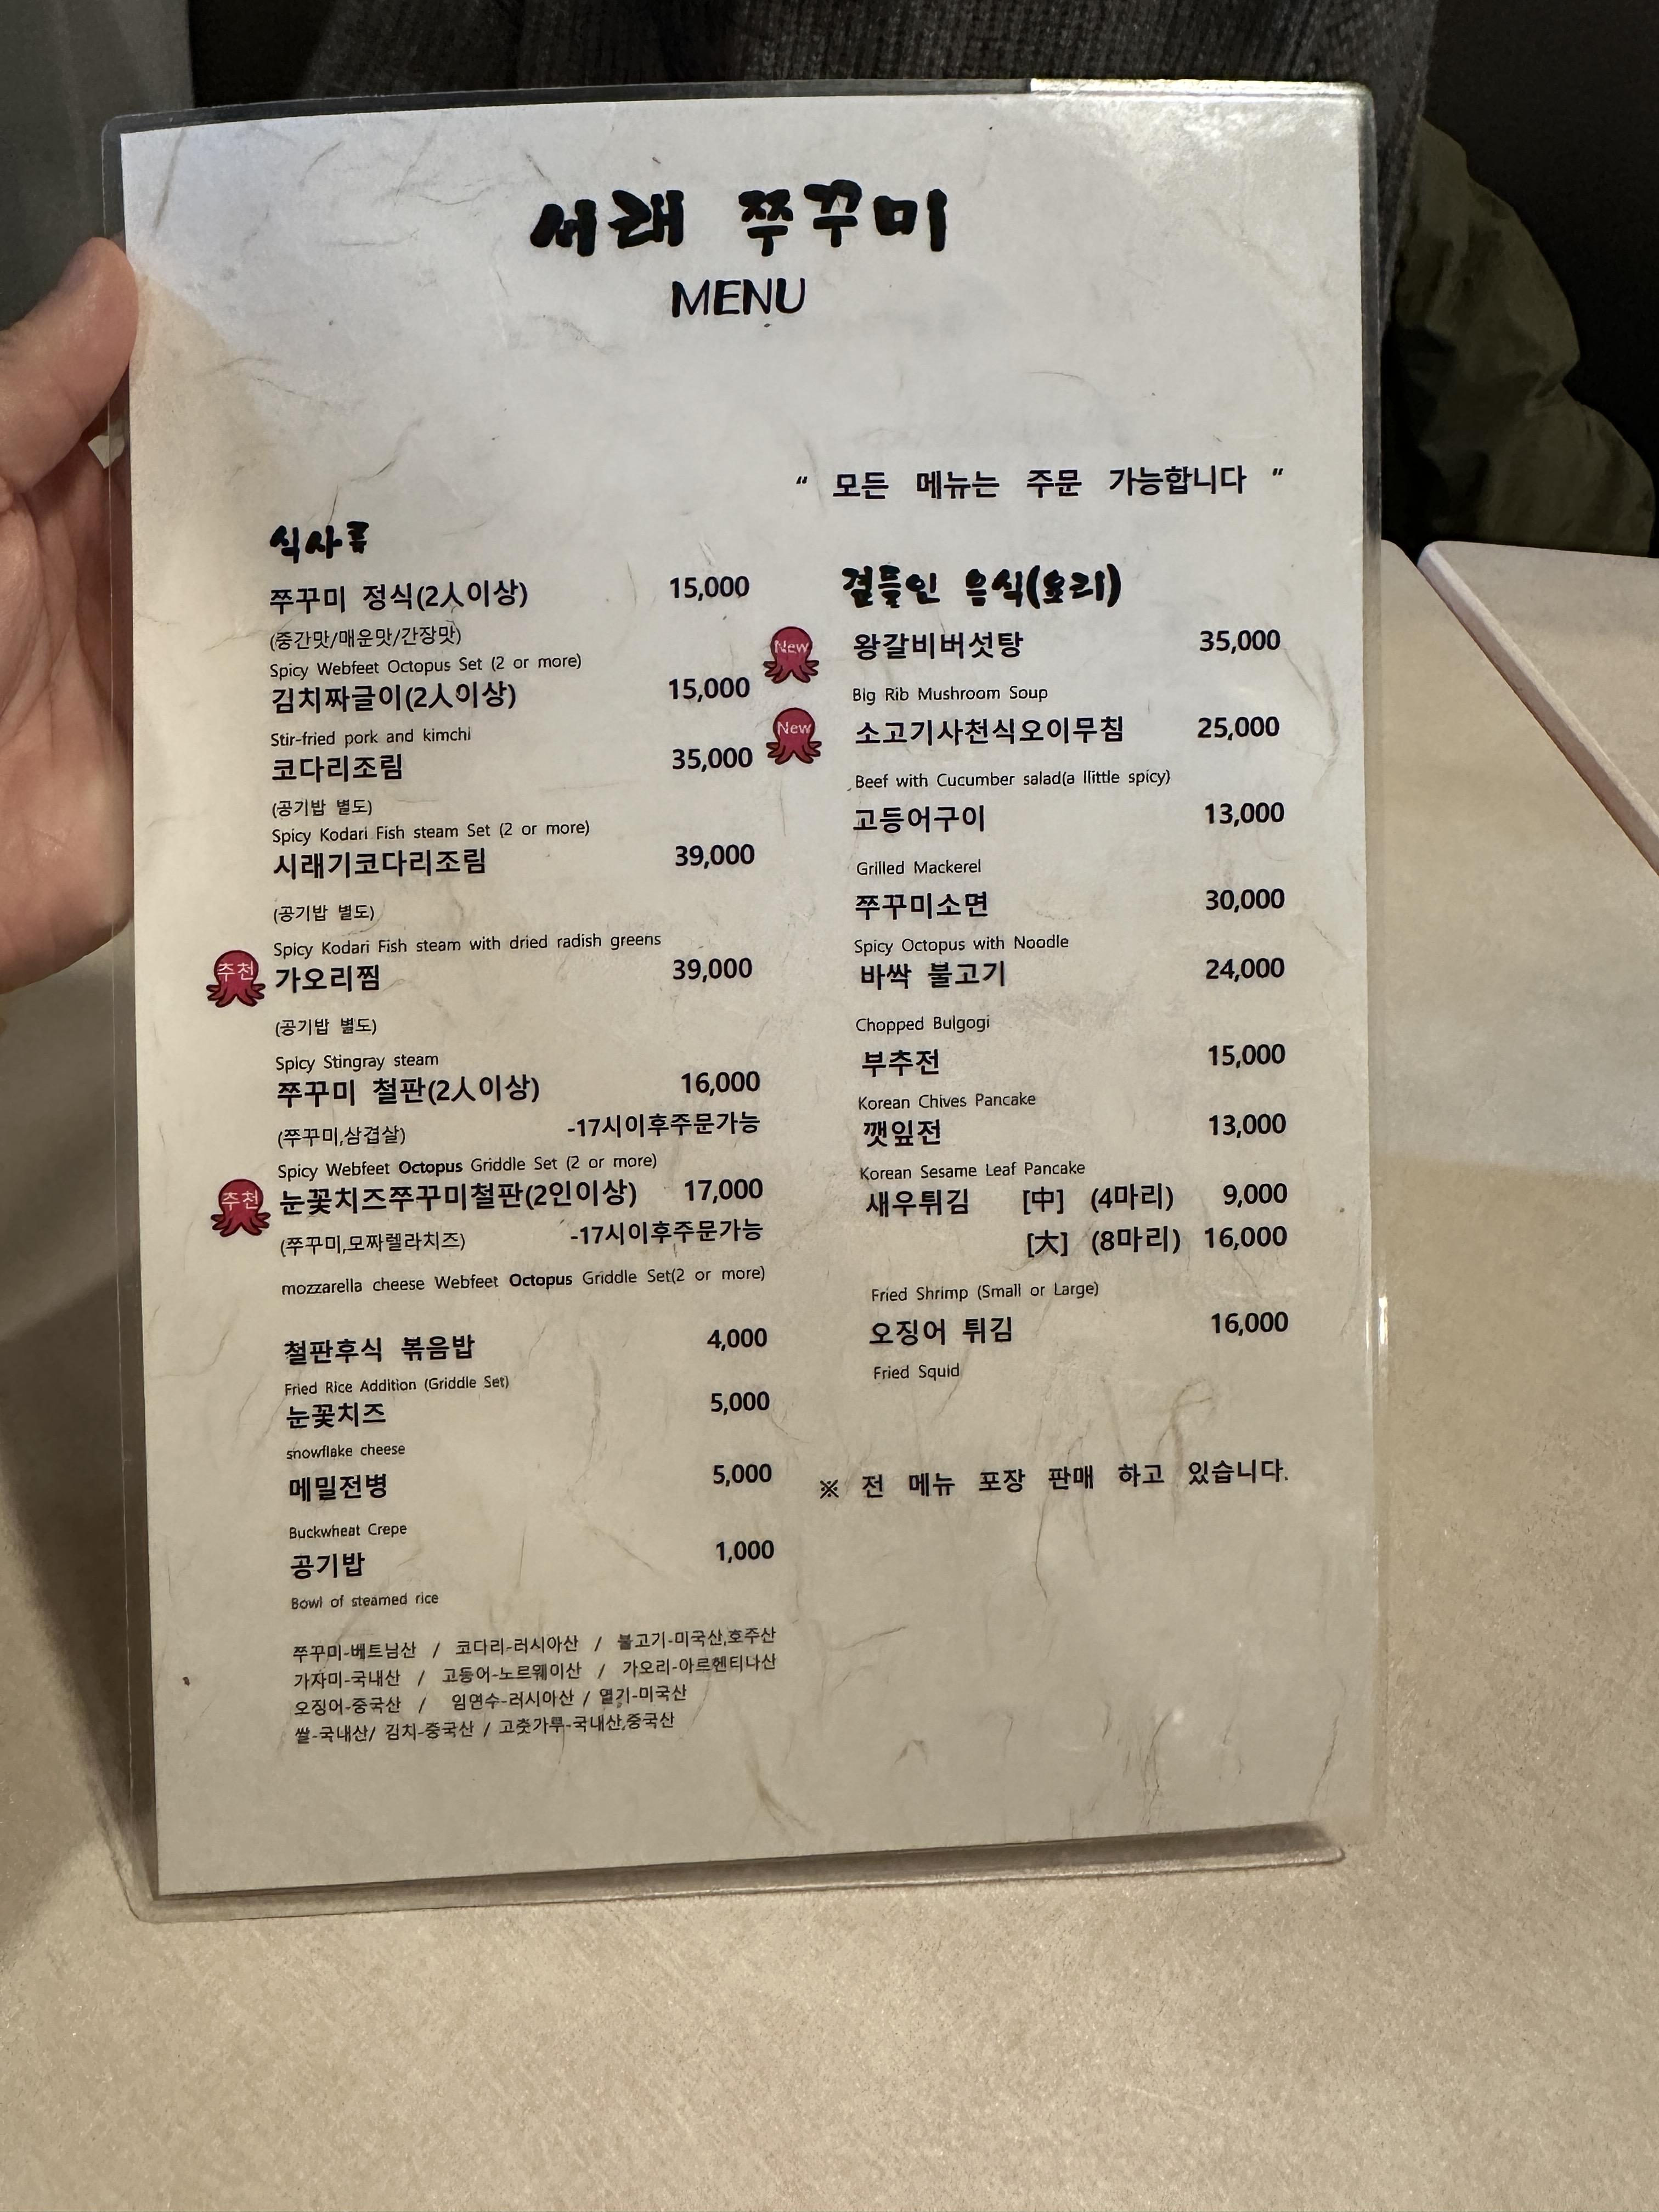 서래 쭈꾸미
MENU
" 모든 메뉴는 주문 가능합니다 "
식사류
쭈꾸미 정식(2人이상) 15,000
(중간맛/매운맛/간장맛)
Spicy Webfeet Octopus Set (2 or more)
김치짜글이(2人이상) 15,000
Stir-fried pork and kimchi
코다리조림 35,000
(공기밥 별도)
Spicy Kodari Fish steam Set (2 or more)
시래기코다리조림 39,000
(공기밥 별도)
Spicy Kodari Fish steam with dried radish greens
추천 가오리찜 39,000
(공기밥 별도)
Spicy Stingray steam
쭈꾸미 철판(2人이상) 16,000
(쭈꾸미,삼겹살) -17시이후주문가능
Spicy Webfeet Octopus Griddle Set (2 or more)
추천 눈꽃치즈쭈꾸미철판(2인이상) 17,000
(쭈꾸미,모짜렐라치즈) -17시이후주문가능
mozzarella cheese Webfeet Octopus Griddle Set(2 or more)
철판후식 볶음밥 4,000
Fried Rice Addition (Griddle Set)
눈꽃치즈 5,000
snowflake cheese
메밀전병 5,000
Buckwheat Crepe
공기밥 1,000
Bowl of steamed rice
쭈꾸미-베트남산 / 코다리-러시아산 / 불고기-미국산,호주산
가자미-국내산 / 고등어-노르웨이산 / 가오리-아르헨티나산
오징어-중국산 / 임연수-러시아산 / 열기-미국산
쌀-국내산/ 김치-중국산 / 고춧가루-국내산,중국산
곁들인 음식(요리)
New 왕갈비버섯탕 35,000
Big Rib Mushroom Soup
New 소고기사천식오이무침 25,000
Beef with Cucumber salad(a llittle spicy)
고등어구이 13,000
Grilled Mackerel
쭈꾸미소면 30,000
Spicy Octopus with Noodle
바싹 불고기 24,000
Chopped Bulgogi
부추전 15,000
Korean Chives Pancake
깻잎전 13,000
Korean Sesame Leaf Pancake
새우튀김 [中] (4마리) 9,000
[大] (8마리) 16,000
Fried Shrimp (Small or Large)
오징어 튀김 16,000
Fried Squid
※ 전 메뉴 포장 판매 하고 있습니다.